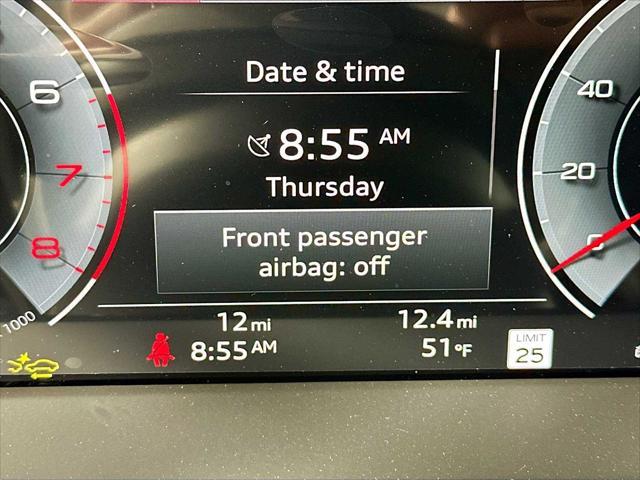 Date & time
8:55 AM
Thursday
Front passenger
airbag: off
6
7
8
1000
40
20
0
12 mi
12.4 mi
8:55 AM
51 °F
LIMIT
25